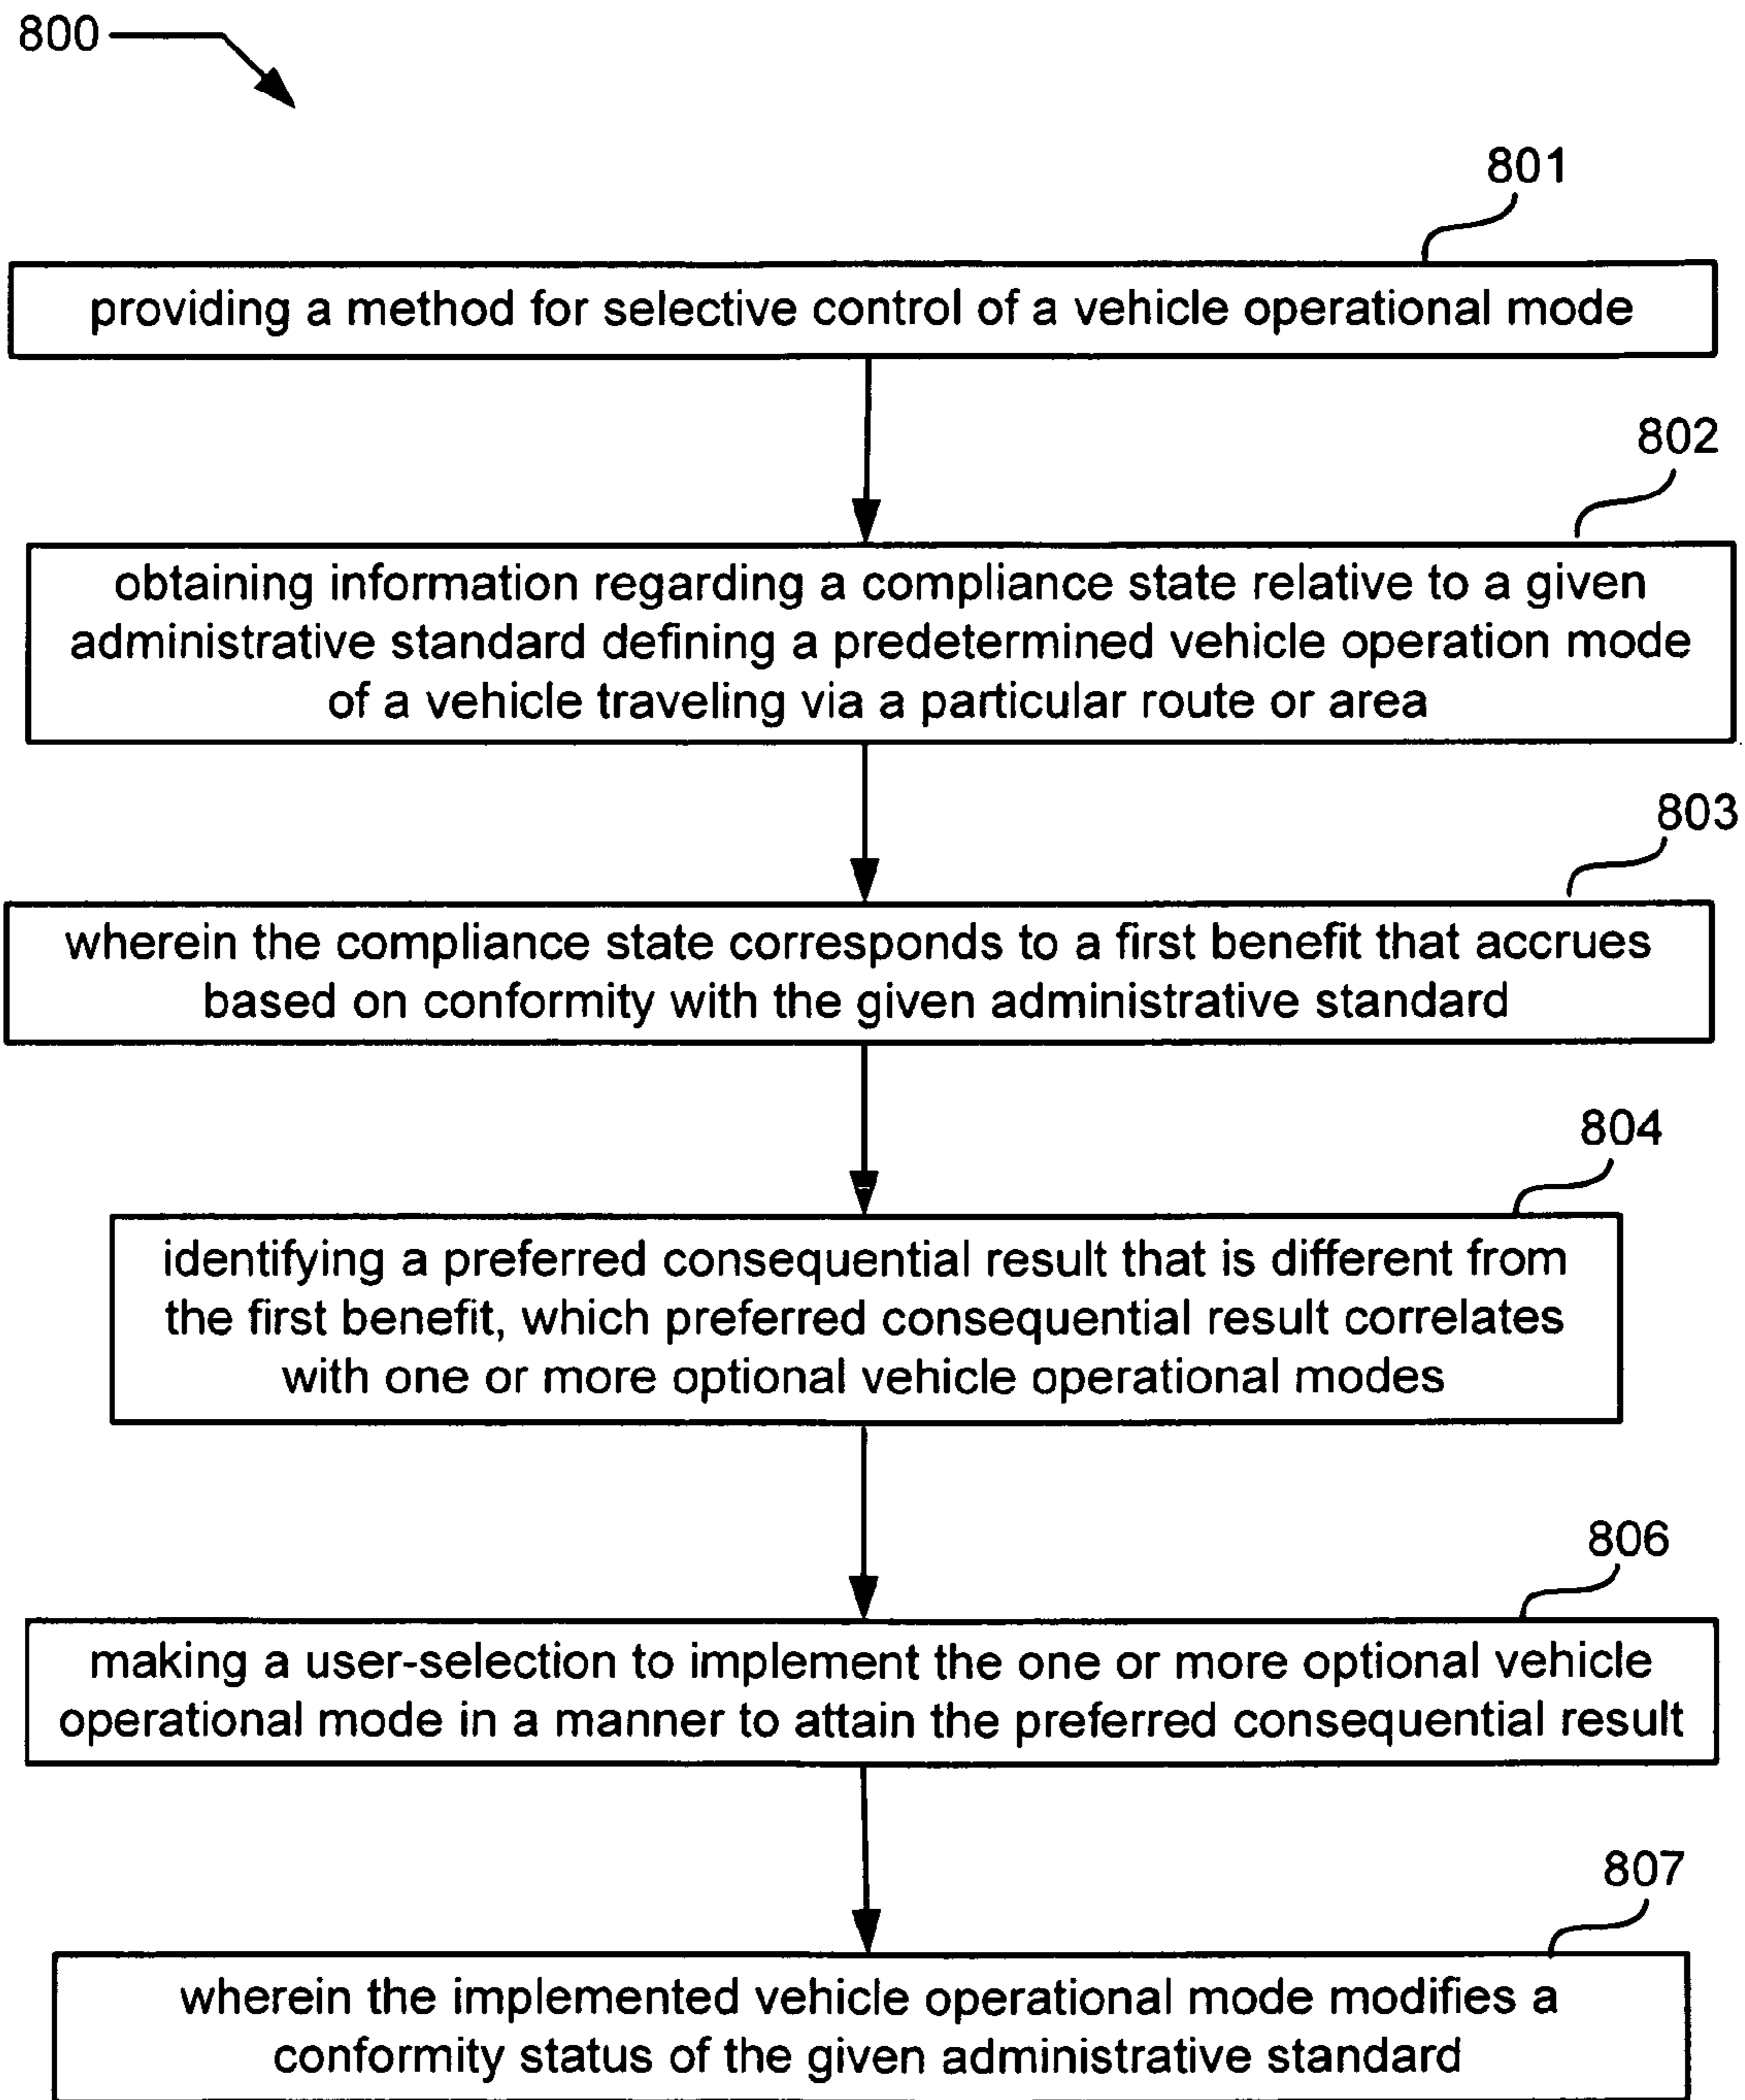 800
801
providing a method for selective control of a vehicle operational mode
802
obtaining information regarding a compliance state relative to a given
administrative standard defining a predetermined vehicle operation mode
of a vehicle traveling via a particular route or area
803
wherein the compliance state corresponds to a first benefit that accrues
based on conformity with the given administrative standard
804
identifying a preferred consequential result that is different from
the first benefit, which preferred consequential result correlates
with one or more optional vehicle operational modes
806
making a user-selection to implement the one or more optional vehicle
operational mode in a manner to attain the preferred consequential result
807
wherein the implemented vehicle operational mode modifies a
conformity status of the given administrative standard